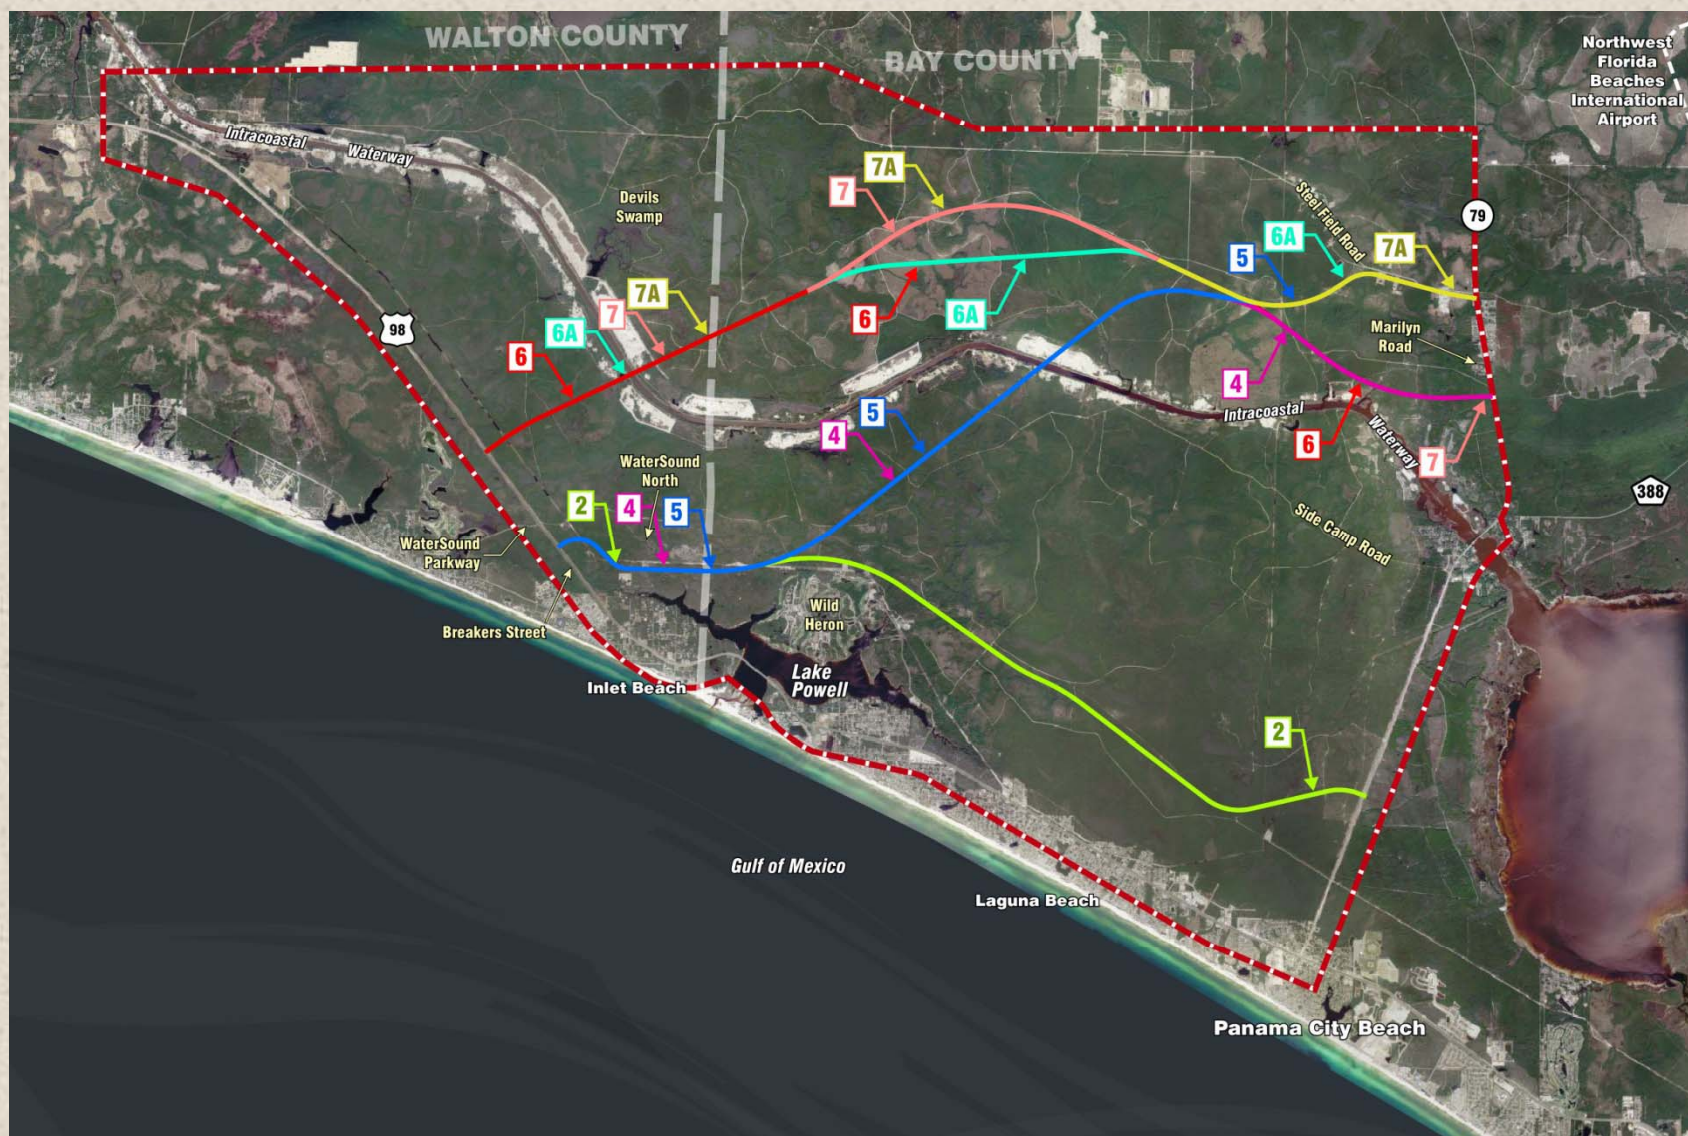 WALTON COUNTY
BAY COUNTY
Northwest
Florida
Beaches
International
Airport
Intracoastal
Waterway
Devils
Swamp
7A
7
Steel Field Road
79
6A
7A
5
7A
7
6A
6
6
6A
98
Marilyn
Road
4
5
4
Intracoastal
Waterway
6
7
388
WaterSound
North
2
4
5
Side Camp Road
WaterSound
Parkway
Breakers Street
Wild
Heron
Inlet Beach
Lake
Powell
2
Gulf of Mexico
Laguna Beach
Panama City Beach